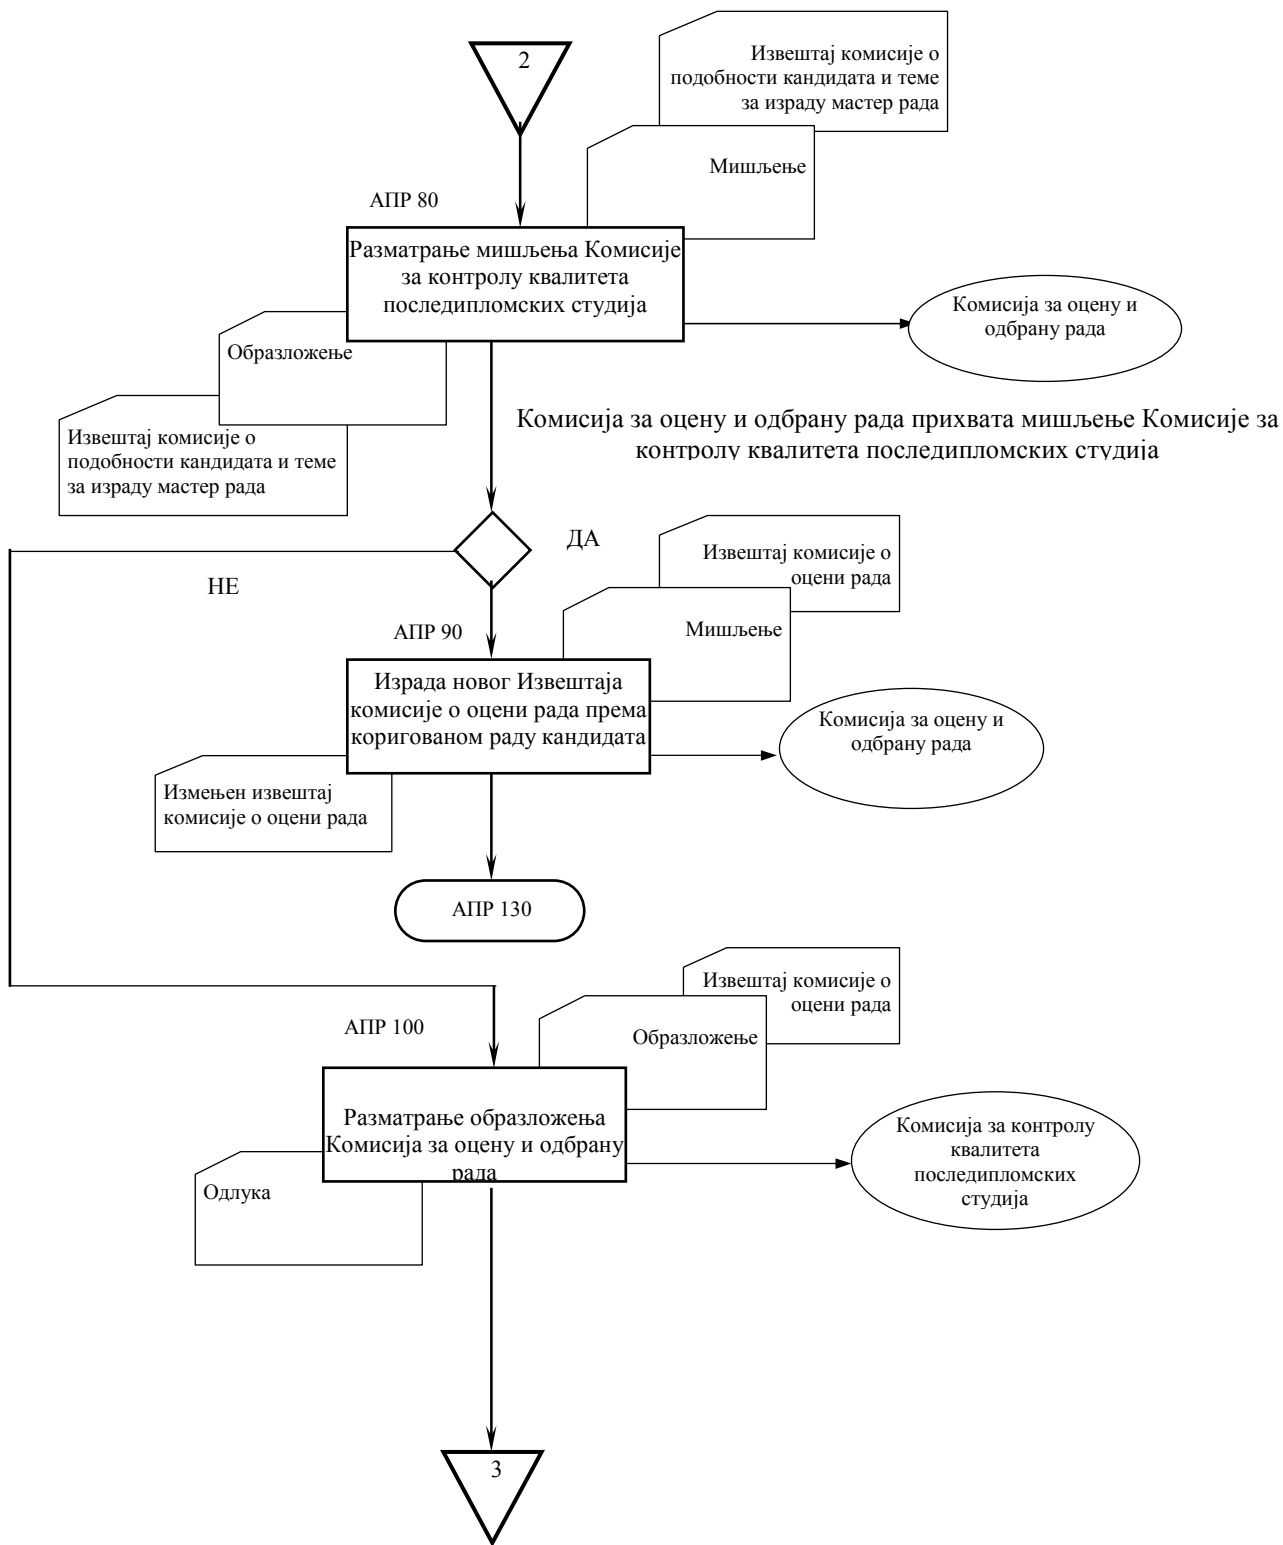 2
Извештај комисије о
подобности кандидата и теме
за израду мастер рада
Мишљење
АПР 80
Разматрање мишљења Комисије
за контролу квалитета
последипломских студија
Комисија за оцену и
одбрану рада
Образложење
Извештај комисије о
подобности кандидата и теме
за израду мастер рада
Комисија за оцену и одбрану рада прихвата мишљење Комисије за
контролу квалитета последипломских студија
ДА
НЕ
Извештај комисије о
оцени рада
Мишљење
АПР 90
Израда новог Извештаја
комисије о оцени рада према
коригованом раду кандидата
Комисија за оцену и
одбрану рада
Измењен извештај
комисије о оцени рада
АПР 130
Извештај комисије о
оцени рада
Образложење
АПР 100
Разматрање образложења
Комисија за оцену и одбрану
рада
Комисија за контролу
квалитета
последипломских
студија
Одлука
3